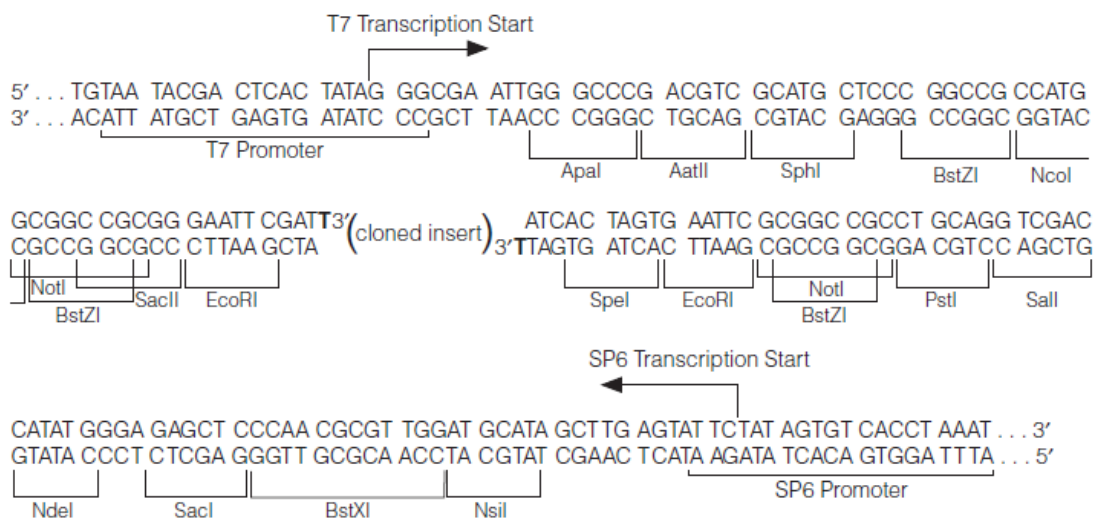 T7 Transcription Start
5′ . . . TGTAA TACGA CTCAC TATAG GGCGA ATTGG GCCCG ACGTC GCATG CTCCC GGCCG CCATG
3′ . . . ACATT ATGCT GAGTG ATATC CCGCT TAACC CGGGC TGCAG CGTAC GAGGG CCGGC GGTAC
T7 Promoter
ApaI AatII SphI BstZI NcoI
GCGGC CGCGG GAATT CGATT3′ (cloned insert) ATCAC TAGTG AATTC GCGGC CGCCT GCAGG TCGAC
CGCCG GCGCC CTTAA GCTA 3′TTAGTG ATCAC TTAAG CGCCG GCGGA CGTCC AGCTG
NotI SacII EcoRI SpeI EcoRI NotI PstI SalI
BstZI BstZI
SP6 Transcription Start
CATAT GGGA GAGCTC CCAA CGCGT TGGAT GCATA GCTTG AGTAT TCTAT AGTGT CACCT AAAT . . . 3′
GTATA CCCT CTCGAG GGTT GCGCA ACCTA CGTAT CGAAC TCATA AGATA TCACA GTGGA TTTA . . . 5′
NdeI SacI BstXI NsiI SP6 Promoter